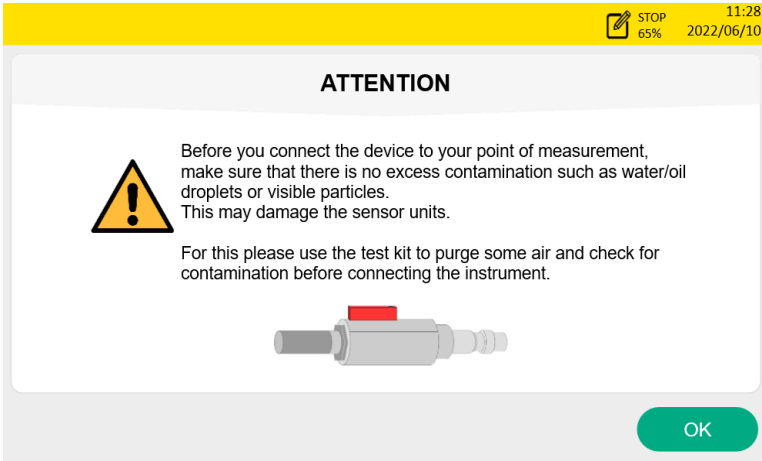 STOP
65%
11:28
2022/06/10
ATTENTION
Before you connect the device to your point of measurement,
make sure that there is no excess contamination such as water/oil
droplets or visible particles.
This may damage the sensor units.
For this please use the test kit to purge some air and check for
contamination before connecting the instrument.
OK